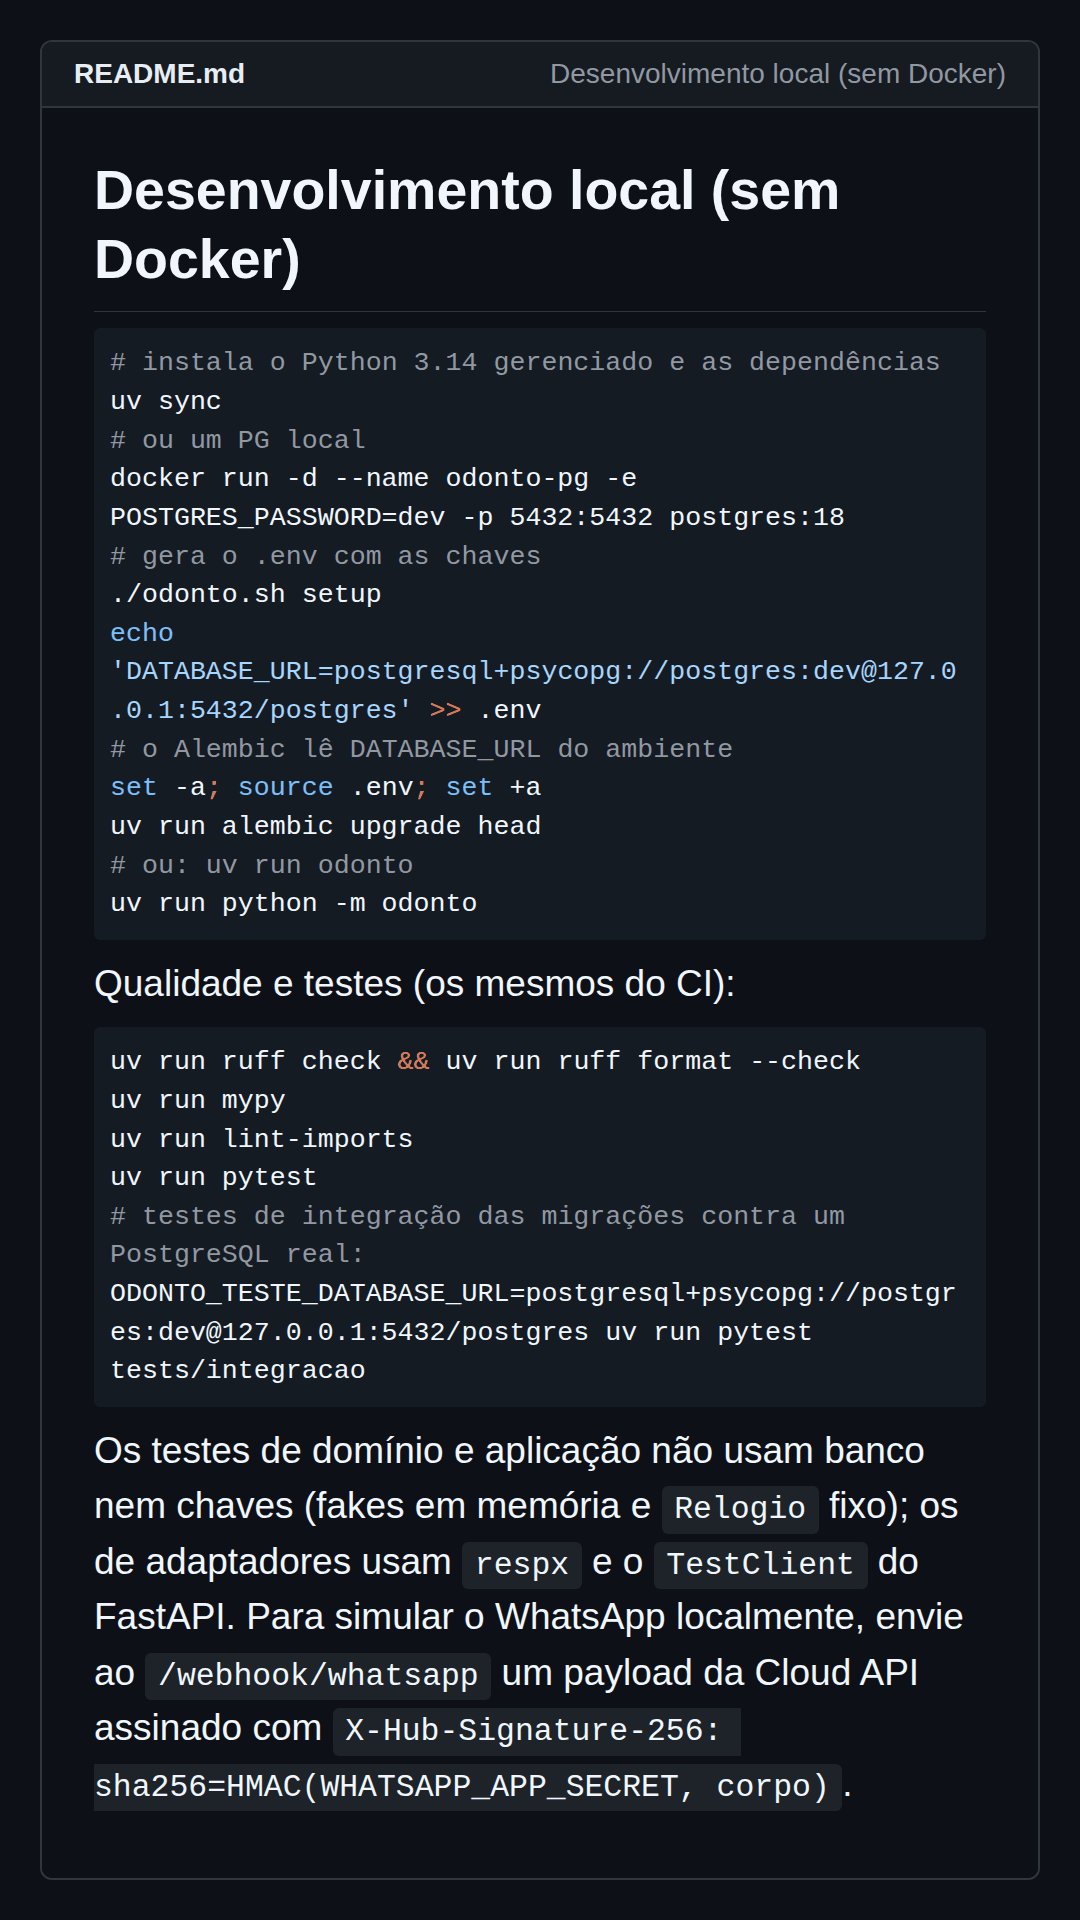 README.md
Desenvolvimento local (sem Docker)
Desenvolvimento local (sem
Docker)
# instala o Python 3.14 gerenciado e as dependências
uv sync
# ou um PG local
docker run -d --name odonto-pg -e
POSTGRES_PASSWORD=dev -p 5432:5432 postgres:18
# gera o .env com as chaves
./odonto.sh setup
echo
'DATABASE_URL=postgresql+psycopg://postgres:dev@127.0
.0.1:5432/postgres' >> .env
# o Alembic lê DATABASE_URL do ambiente
set -a; source .env; set +a
uv run alembic upgrade head
# ou: uv run odonto
uv run python -m odonto
Qualidade e testes (os mesmos do CI):
uv run ruff check && uv run ruff format --check
uv run mypy
uv run lint-imports
uv run pytest
# testes de integração das migrações contra um
PostgreSQL real:
ODONTO_TESTE_DATABASE_URL=postgresql+psycopg://postgr
es:dev@127.0.0.1:5432/postgres uv run pytest
tests/integracao
Os testes de domínio e aplicação não usam banco
nem chaves (fakes em memória e Relogio fixo); os
de adaptadores usam respx e o TestClient do
FastAPI. Para simular o WhatsApp localmente, envie
ao /webhook/whatsapp um payload da Cloud API
assinado com X-Hub-Signature-256:
sha256=HMAC(WHATSAPP_APP_SECRET, corpo).